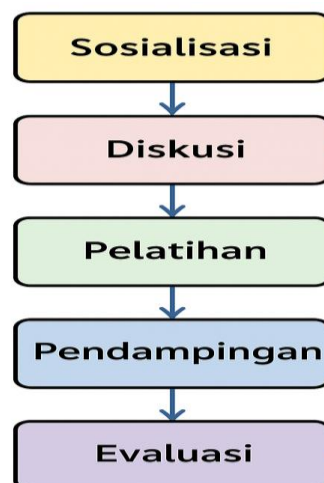 Sosialisasi
Diskusi
Pelatihan
Pendampingan
Evaluasi